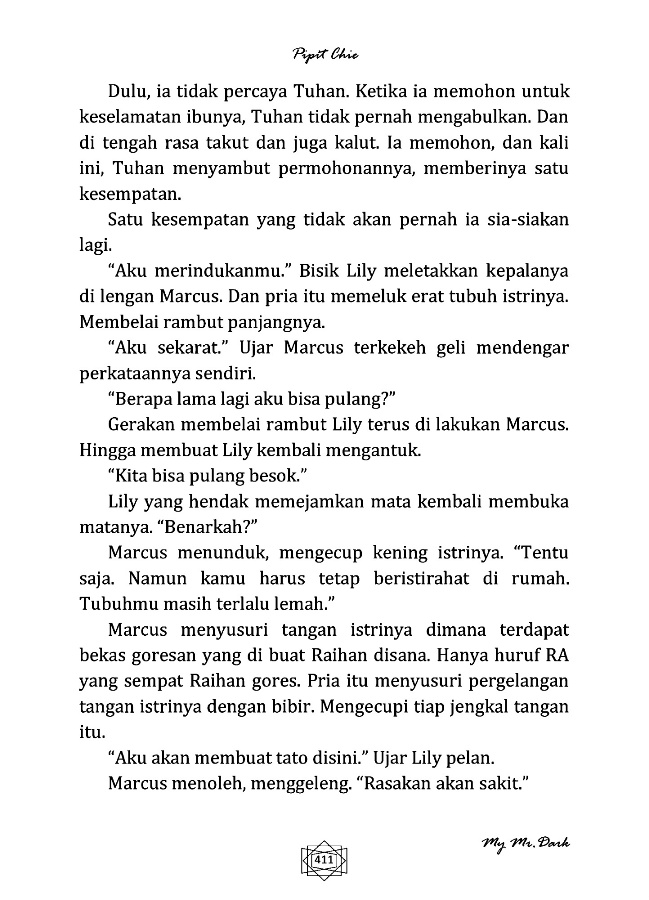 Pipit Chie
Dulu, ia tidak percaya Tuhan. Ketika ia memohon untuk
keselamatan ibunya, Tuhan tidak pernah mengabulkan. Dan
di tengah rasa takut dan juga kalut. Ia memohon, dan kali
ini, Tuhan menyambut permohonannya, memberinya satu
kesempatan.
Satu kesempatan yang tidak akan pernah ia sia-siakan
lagi.
“Aku merindukanmu.” Bisik Lily meletakkan kepalanya
di lengan Marcus. Dan pria itu memeluk erat tubuh istrinya.
Membelai rambut panjangnya.
“Aku sekarat.” Ujar Marcus terkekeh geli mendengar
perkataannya sendiri.
“Berapa lama lagi aku bisa pulang?”
Gerakan membelai rambut Lily terus di lakukan Marcus.
Hingga membuat Lily kembali mengantuk.
“Kita bisa pulang besok.”
Lily yang hendak memejamkan mata kembali membuka
matanya. “Benarkah?”
Marcus menunduk, mengecup kening istrinya. “Tentu
saja. Namun kamu harus tetap beristirahat di rumah.
Tubuhmu masih terlalu lemah.”
Marcus menyusuri tangan istrinya dimana terdapat
bekas goresan yang di buat Raihan disana. Hanya huruf RA
yang sempat Raihan gores. Pria itu menyusuri pergelangan
tangan istrinya dengan bibir. Mengecupi tiap jengkal tangan
itu.
“Aku akan membuat tato disini.” Ujar Lily pelan.
Marcus menoleh, menggeleng. “Rasakan akan sakit.”
My Mr. Dark
411